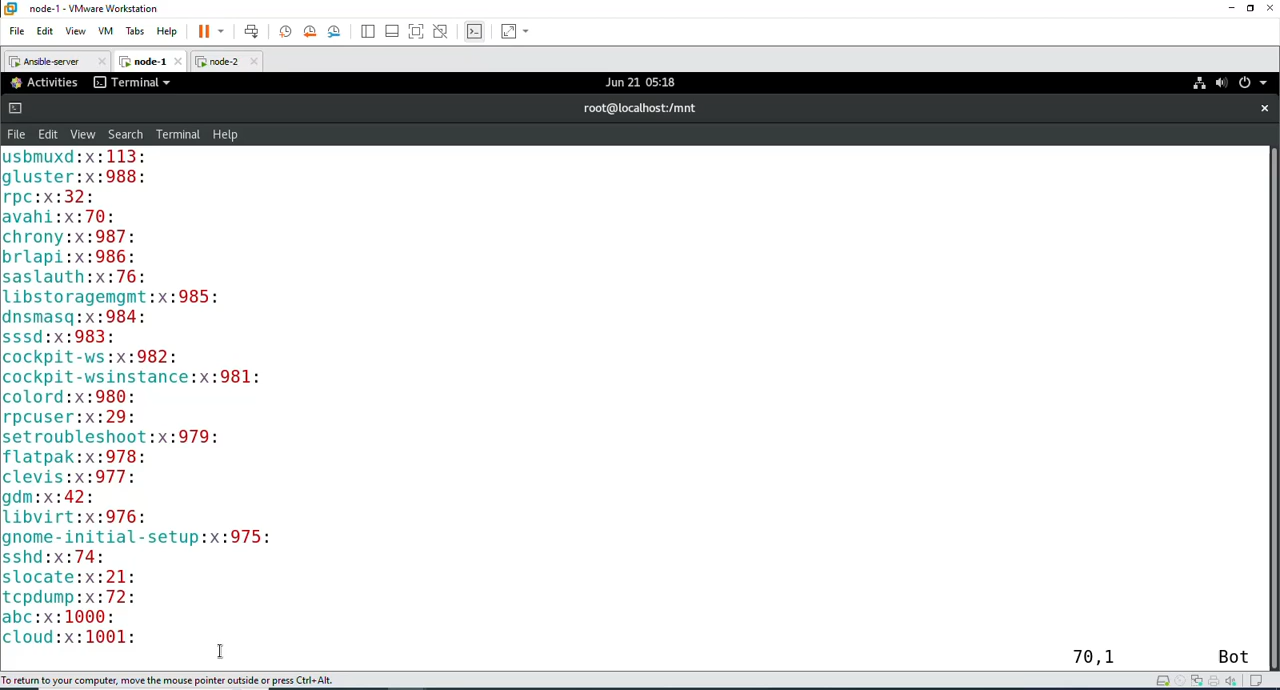 node-1 - VMware Workstation
File Edit View VM Tabs Help
Ansible-server node-1 node-2
Activities Terminal Jun 21 05:18
root@localhost:/mnt
File Edit View Search Terminal Help
usbmuxd:x:113:
gluster:x:988:
rpc:x:32:
avahi:x:70:
chrony:x:987:
brlapi:x:986:
saslauth:x:76:
libstoragemgmt:x:985:
dnsmasq:x:984:
sssd:x:983:
cockpit-ws:x:982:
cockpit-wsinstance:x:981:
colord:x:980:
rpcuser:x:29:
setroubleshoot:x:979:
flatpak:x:978:
clevis:x:977:
gdm:x:42:
libvirt:x:976:
gnome-initial-setup:x:975:
sshd:x:74:
slocate:x:21:
tcpdump:x:72:
abc:x:1000:
cloud:x:1001:
70,1 Bot
To return to your computer, move the mouse pointer outside or press Ctrl+Alt.